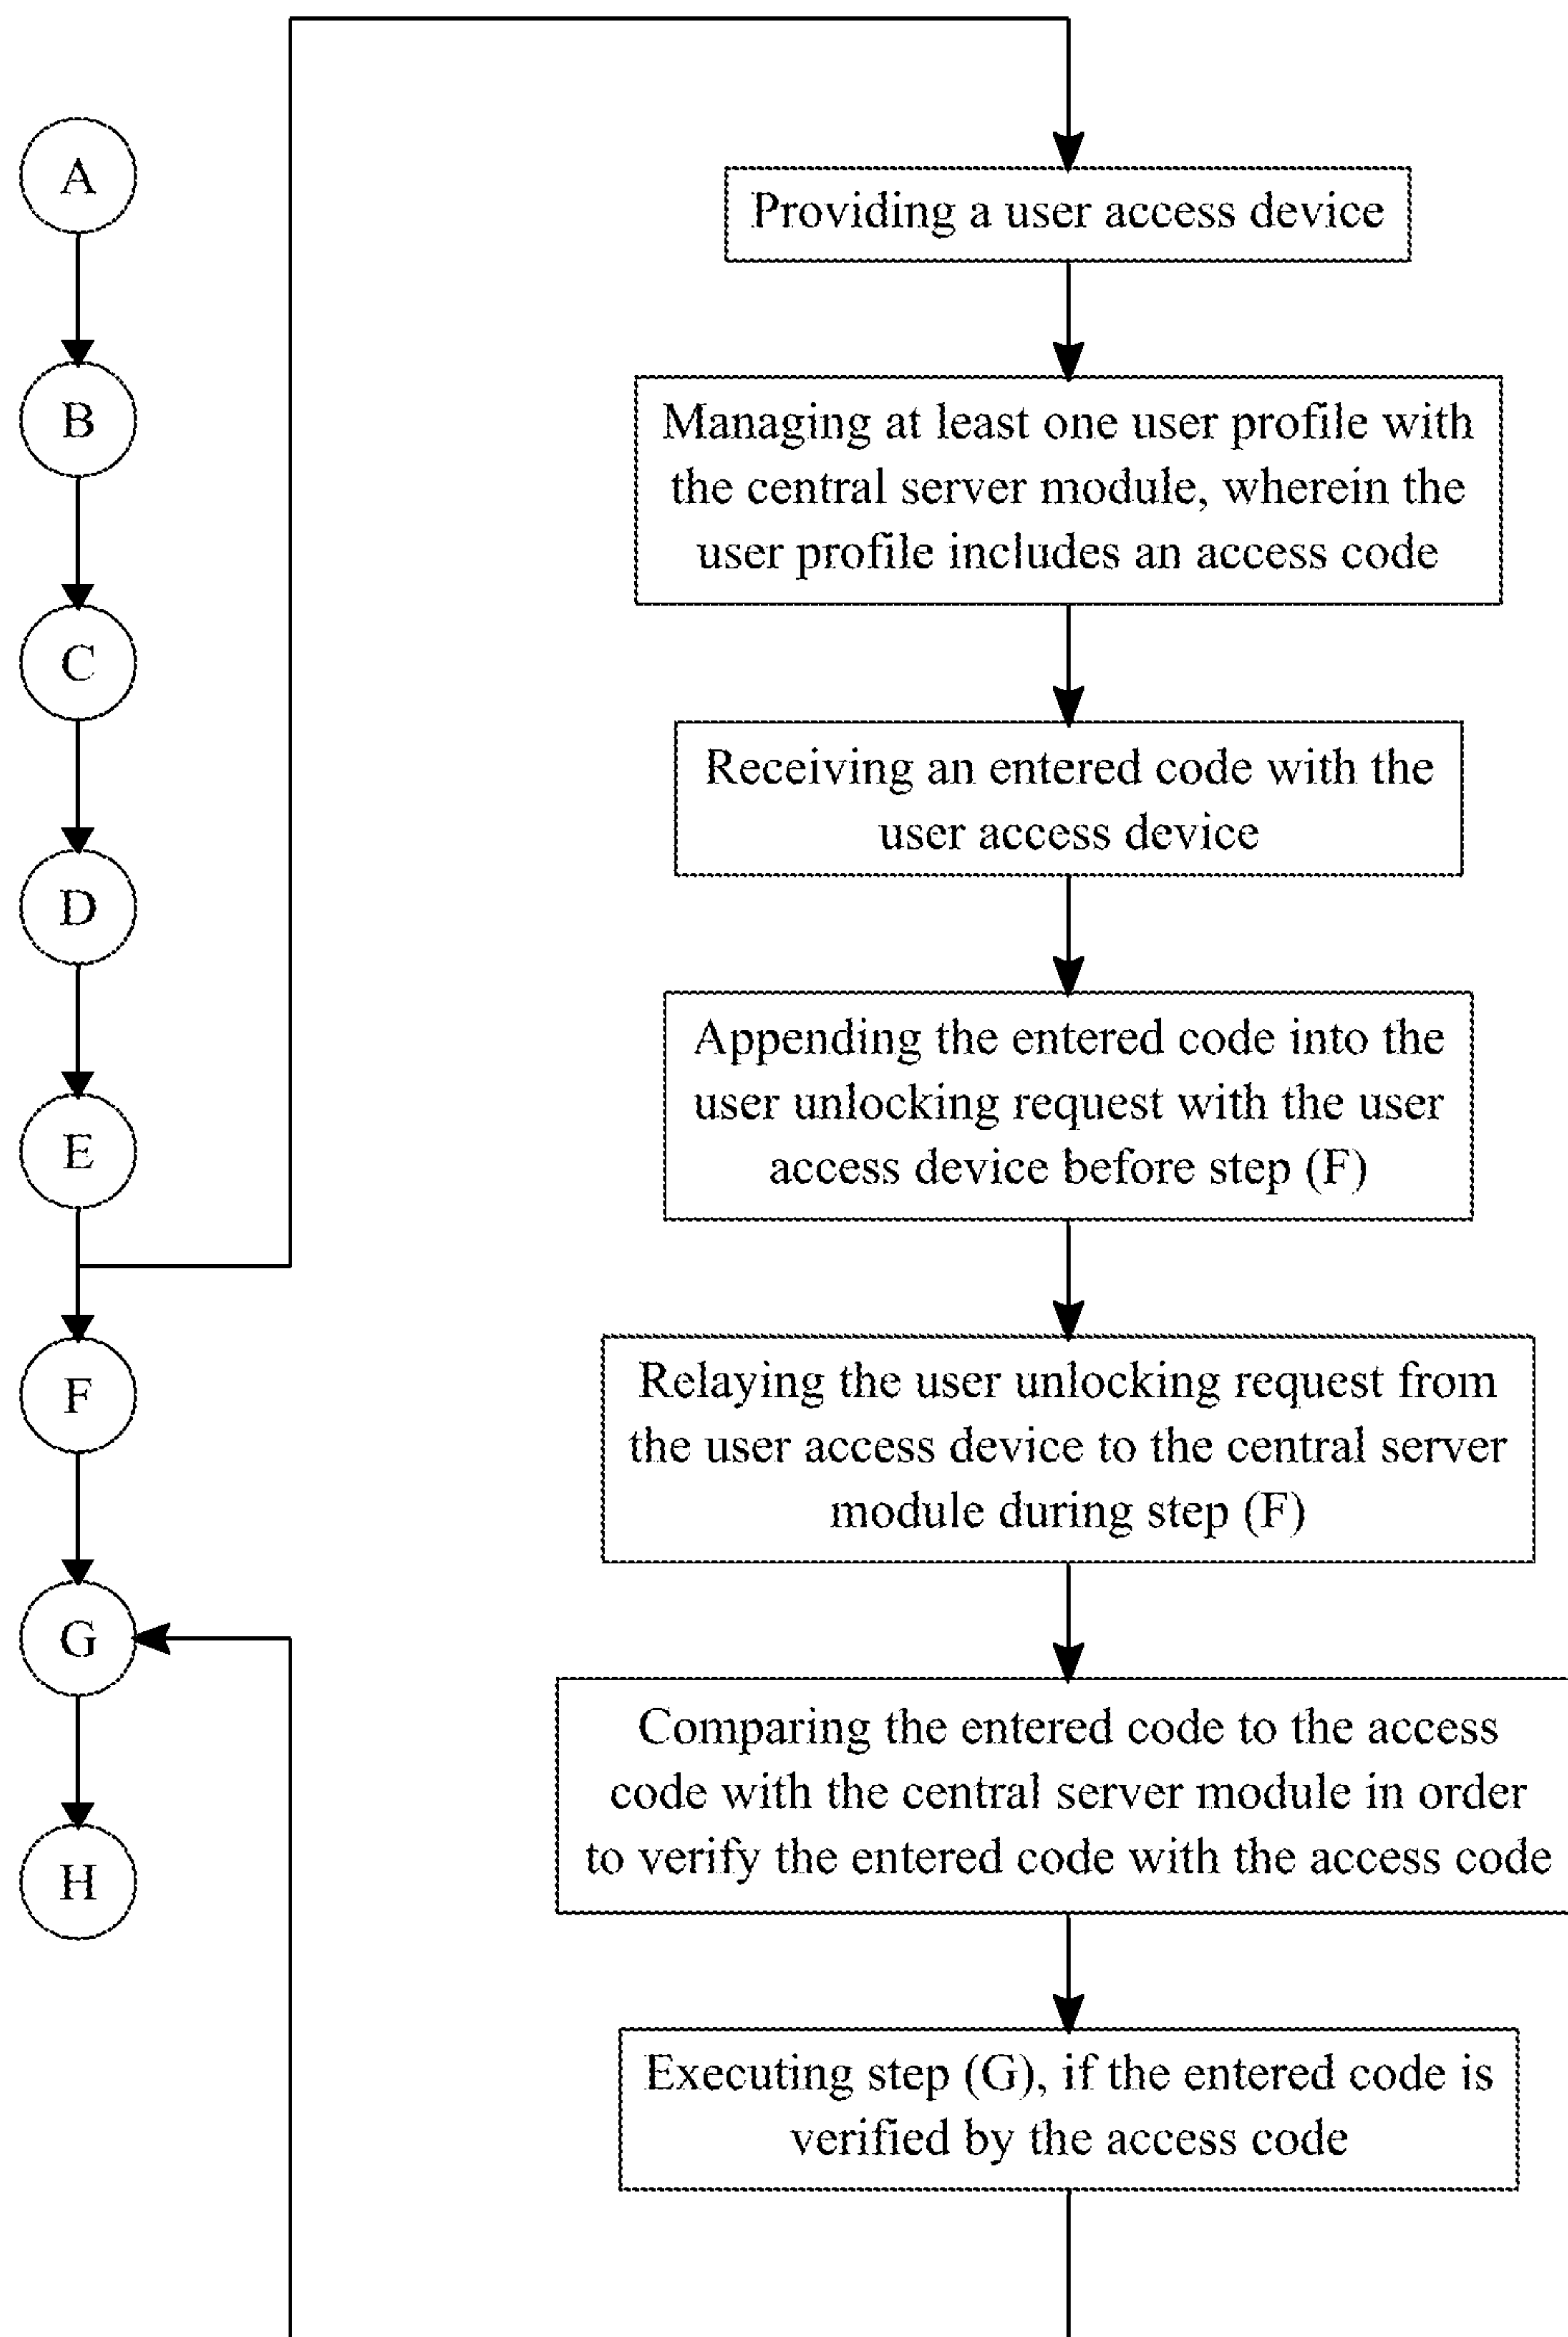 A
B
C
D
E
F
G
H
Providing a user access device
Managing at least one user profile with
the central server module, wherein the
user profile includes an access code
Receiving an entered code with the
user access device
Appending the entered code into the
user unlocking request with the user
access device before step (F)
Relaying the user unlocking request from
the user access device to the central server
module during step (F)
Comparing the entered code to the access
code with the central server module in order
to verify the entered code with the access code
Executing step (G), if the entered code is
verified by the access code